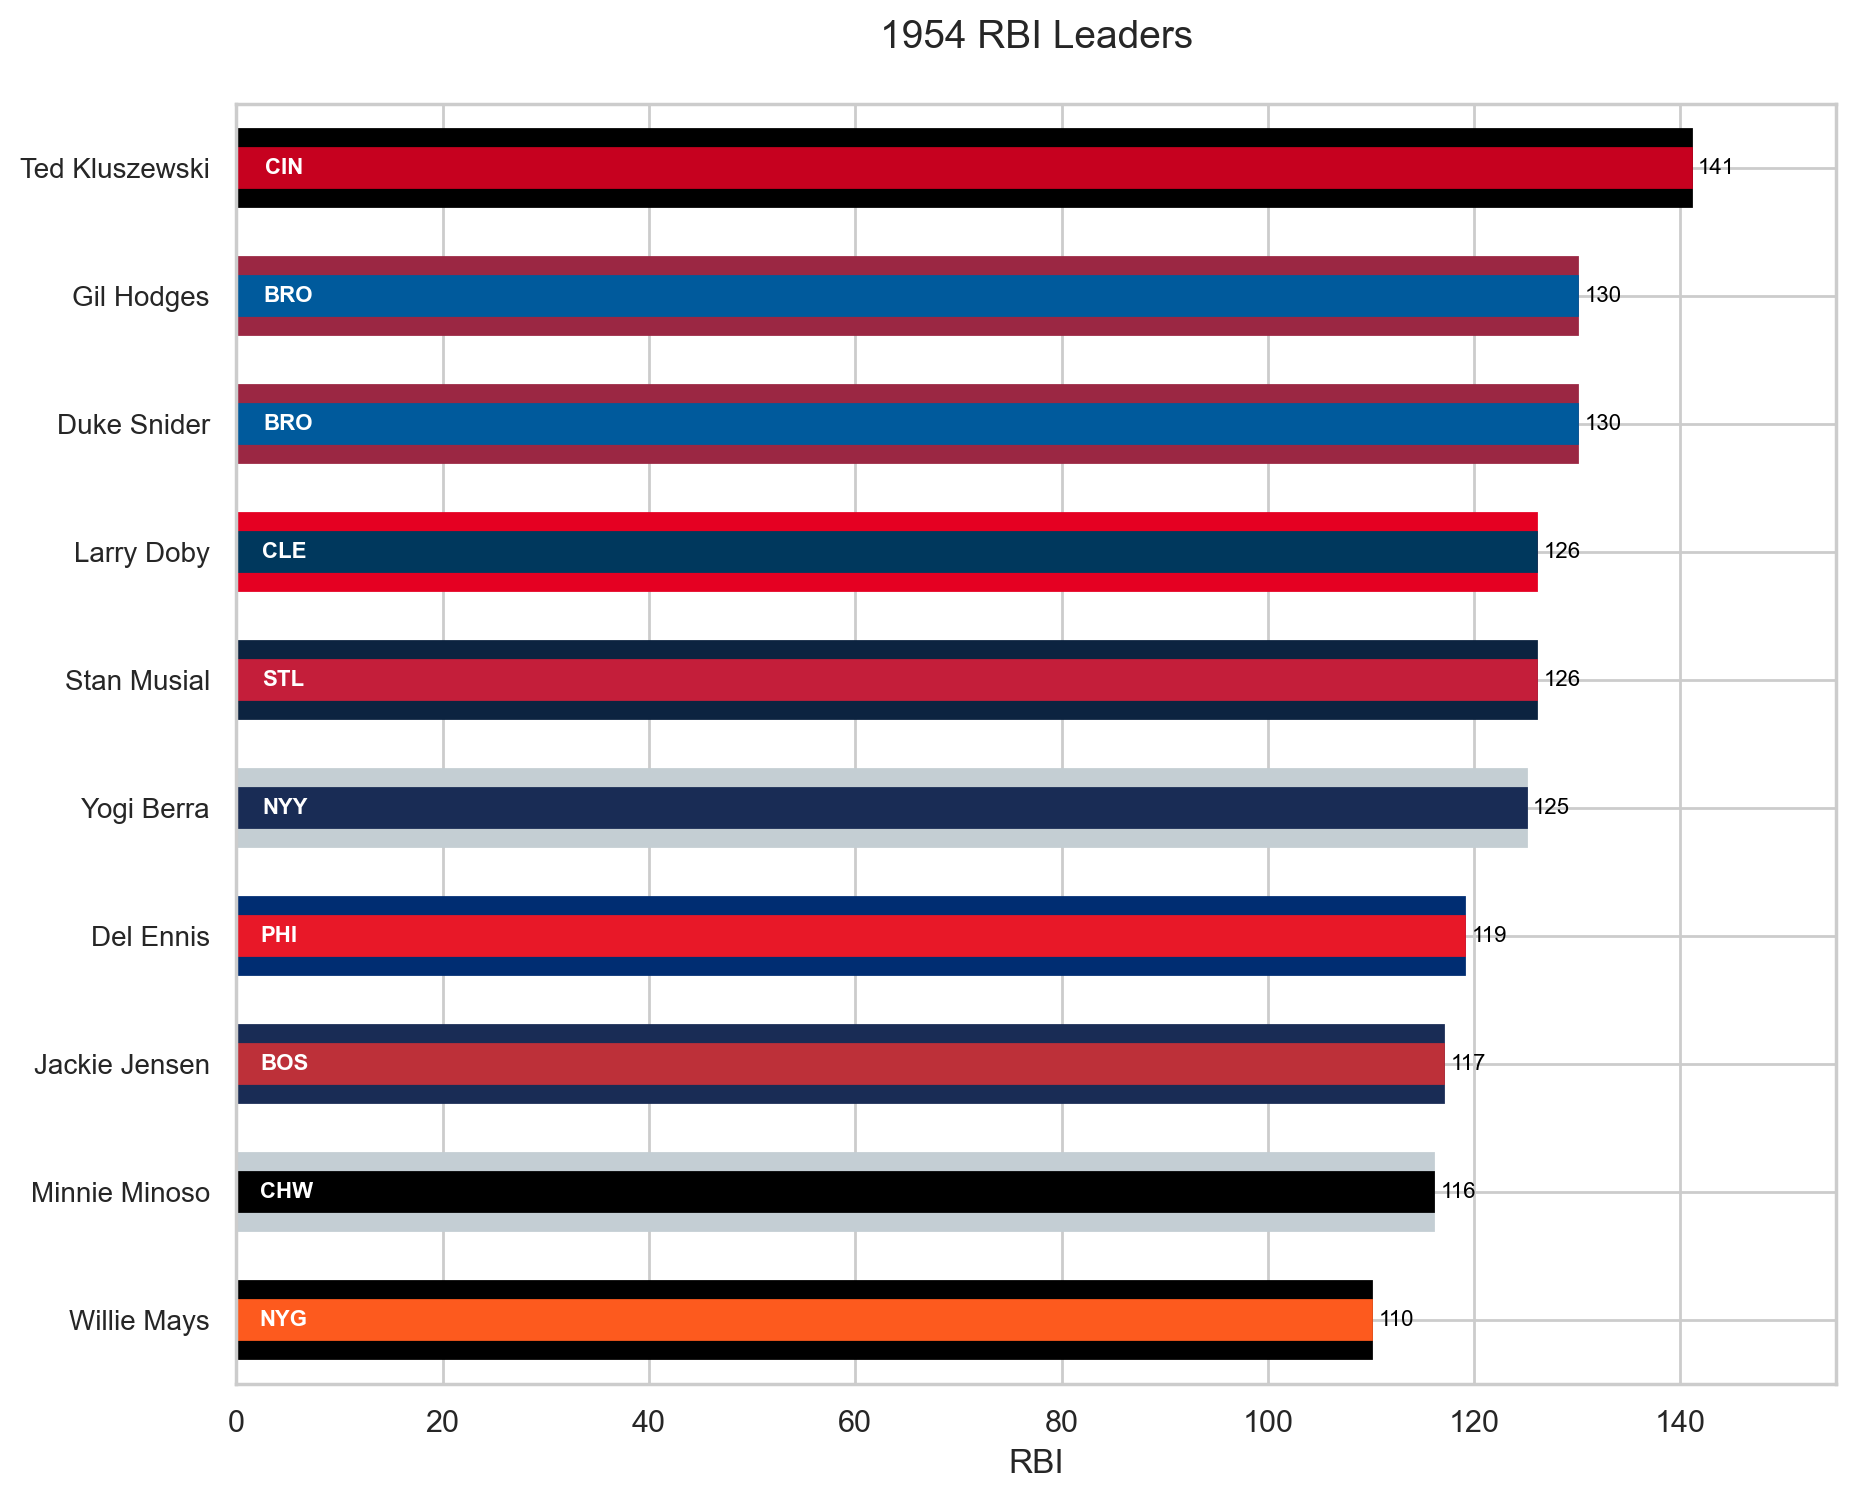 1954 RBI Leaders
Ted Kluszewski CIN 141
Gil Hodges BRO 130
Duke Snider BRO 130
Larry Doby CLE 126
Stan Musial STL 126
Yogi Berra NYY 125
Del Ennis PHI 119
Jackie Jensen BOS 117
Minnie Minoso CHW 116
Willie Mays NYG 110
0 20 40 60 80 100 120 140
RBI